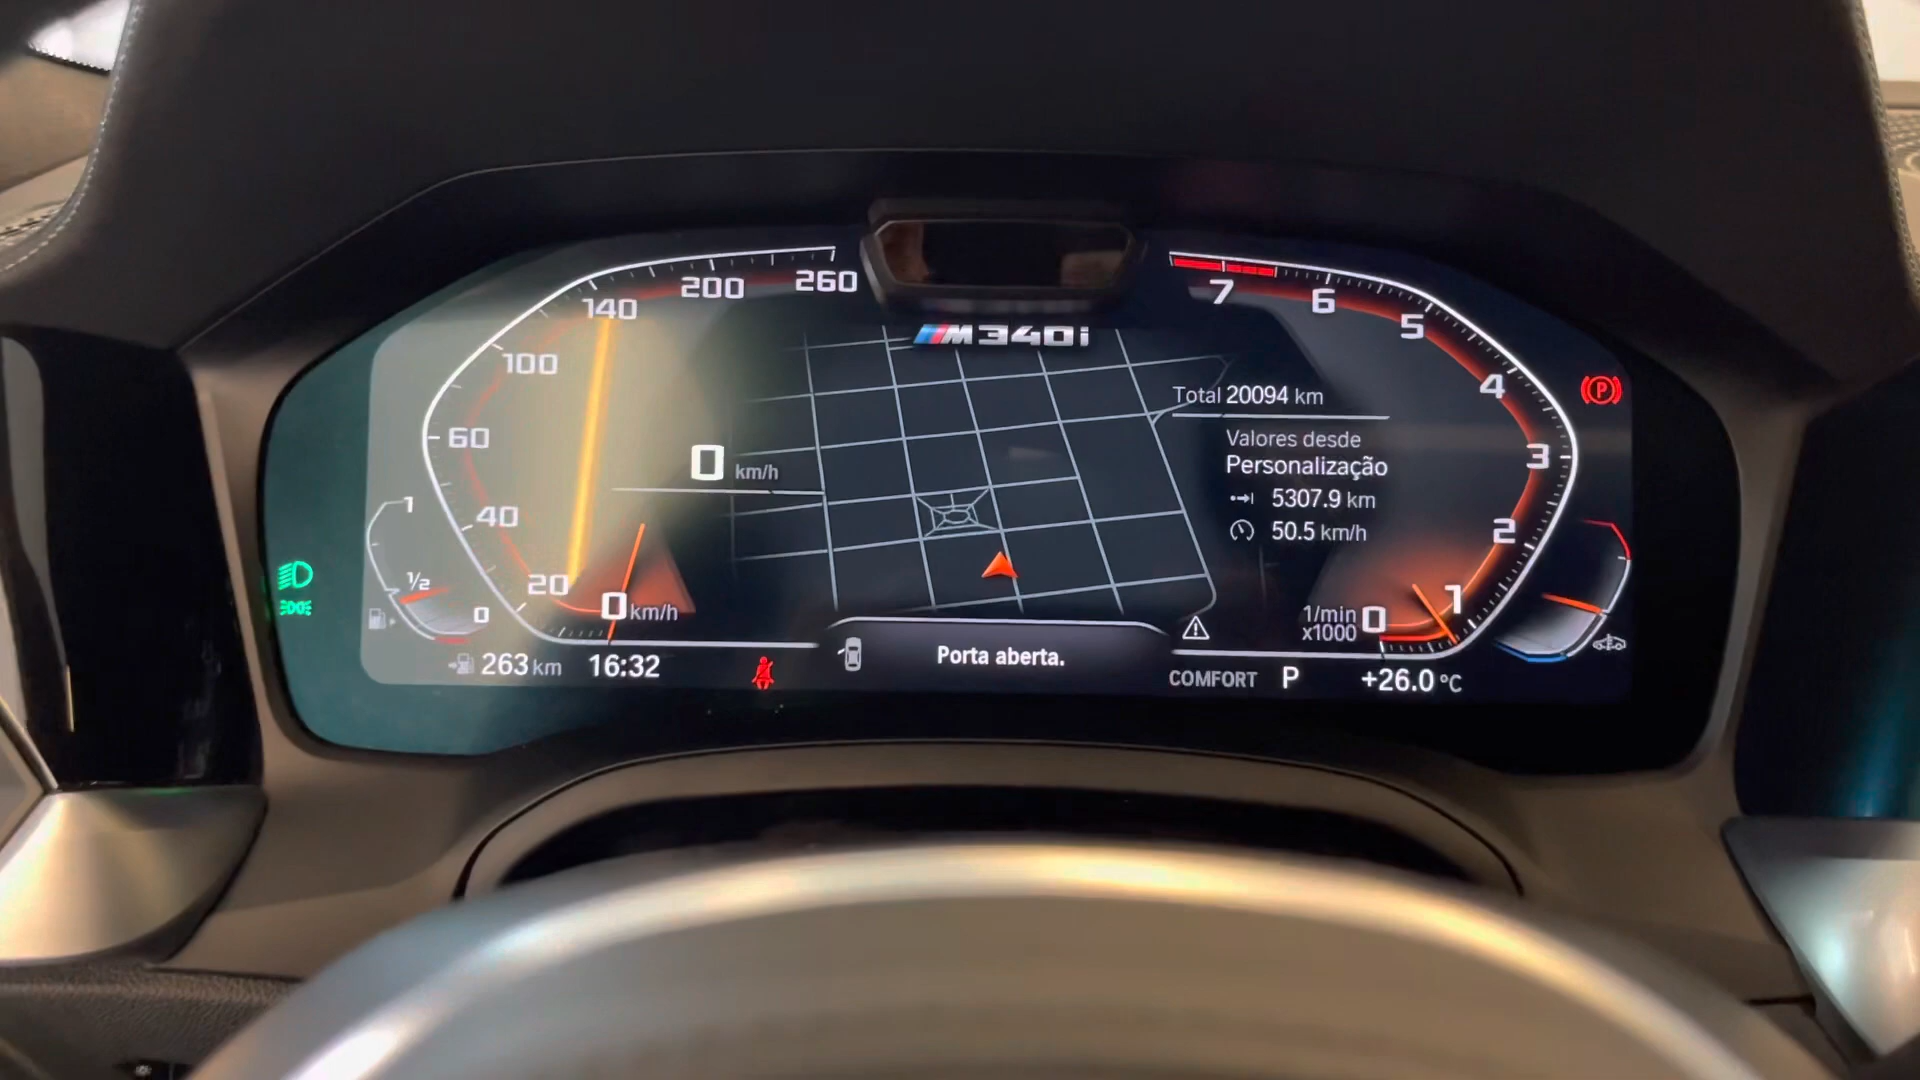 260
200
140
100
60
40
20
0 km/h
0 km/h
1
1/2
0
263 km
16:32
M340i
Porta aberta.
Total 20094 km
Valores desde
Personalização
5307.9 km
50.5 km/h
7
6
5
4
3
2
1
0
1/min
x1000
P
COMFORT P
+26.0 °C